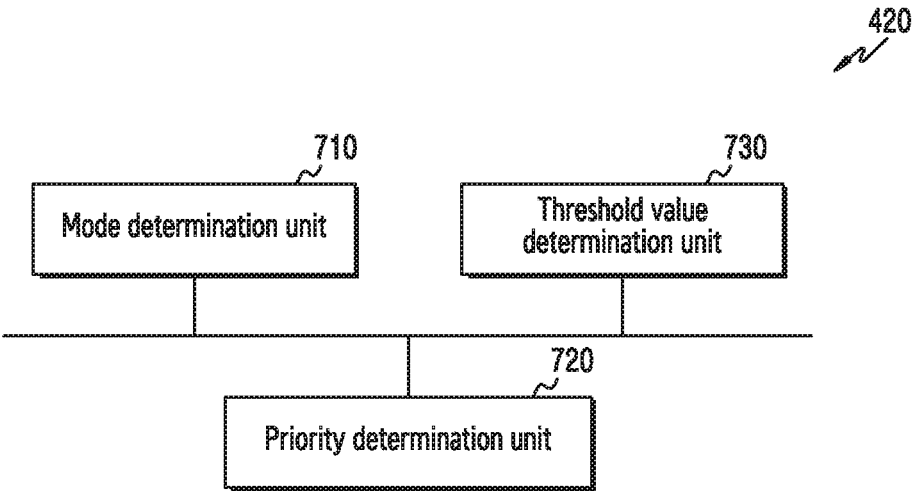 420
710
Mode determination unit
730
Threshold value
determination unit
720
Priority determination unit